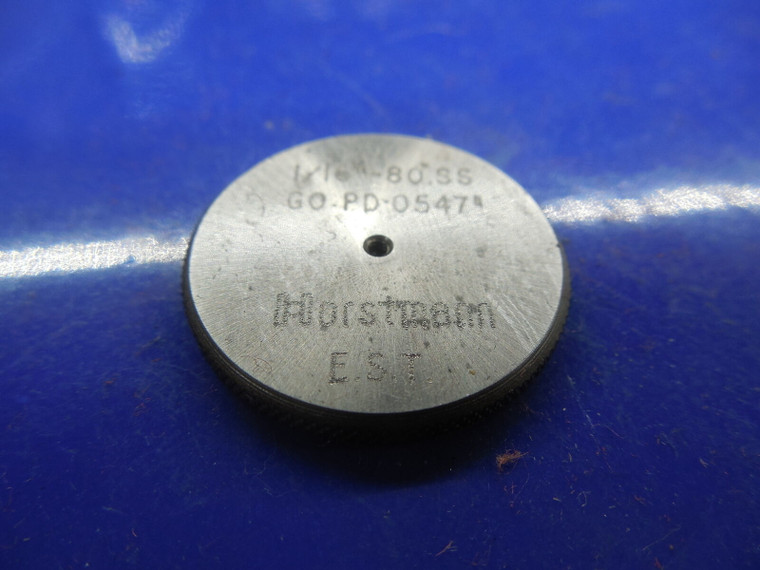 1/16"-80.SS
GO.PD.0547"
Horstmann
E.S.T.